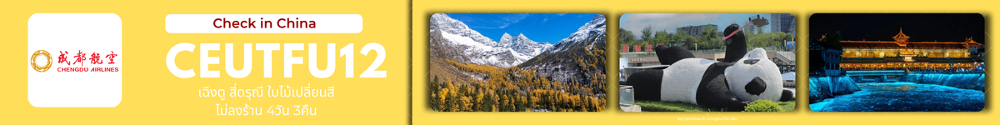 成都航空
CHENGDU AIRLINES
Check in China
CEUTFU12
เฉิงตู สี่ดรุณี ใบไม้เปลี่ยนสี
ไม่ลงร้าน 4วัน 3คืน